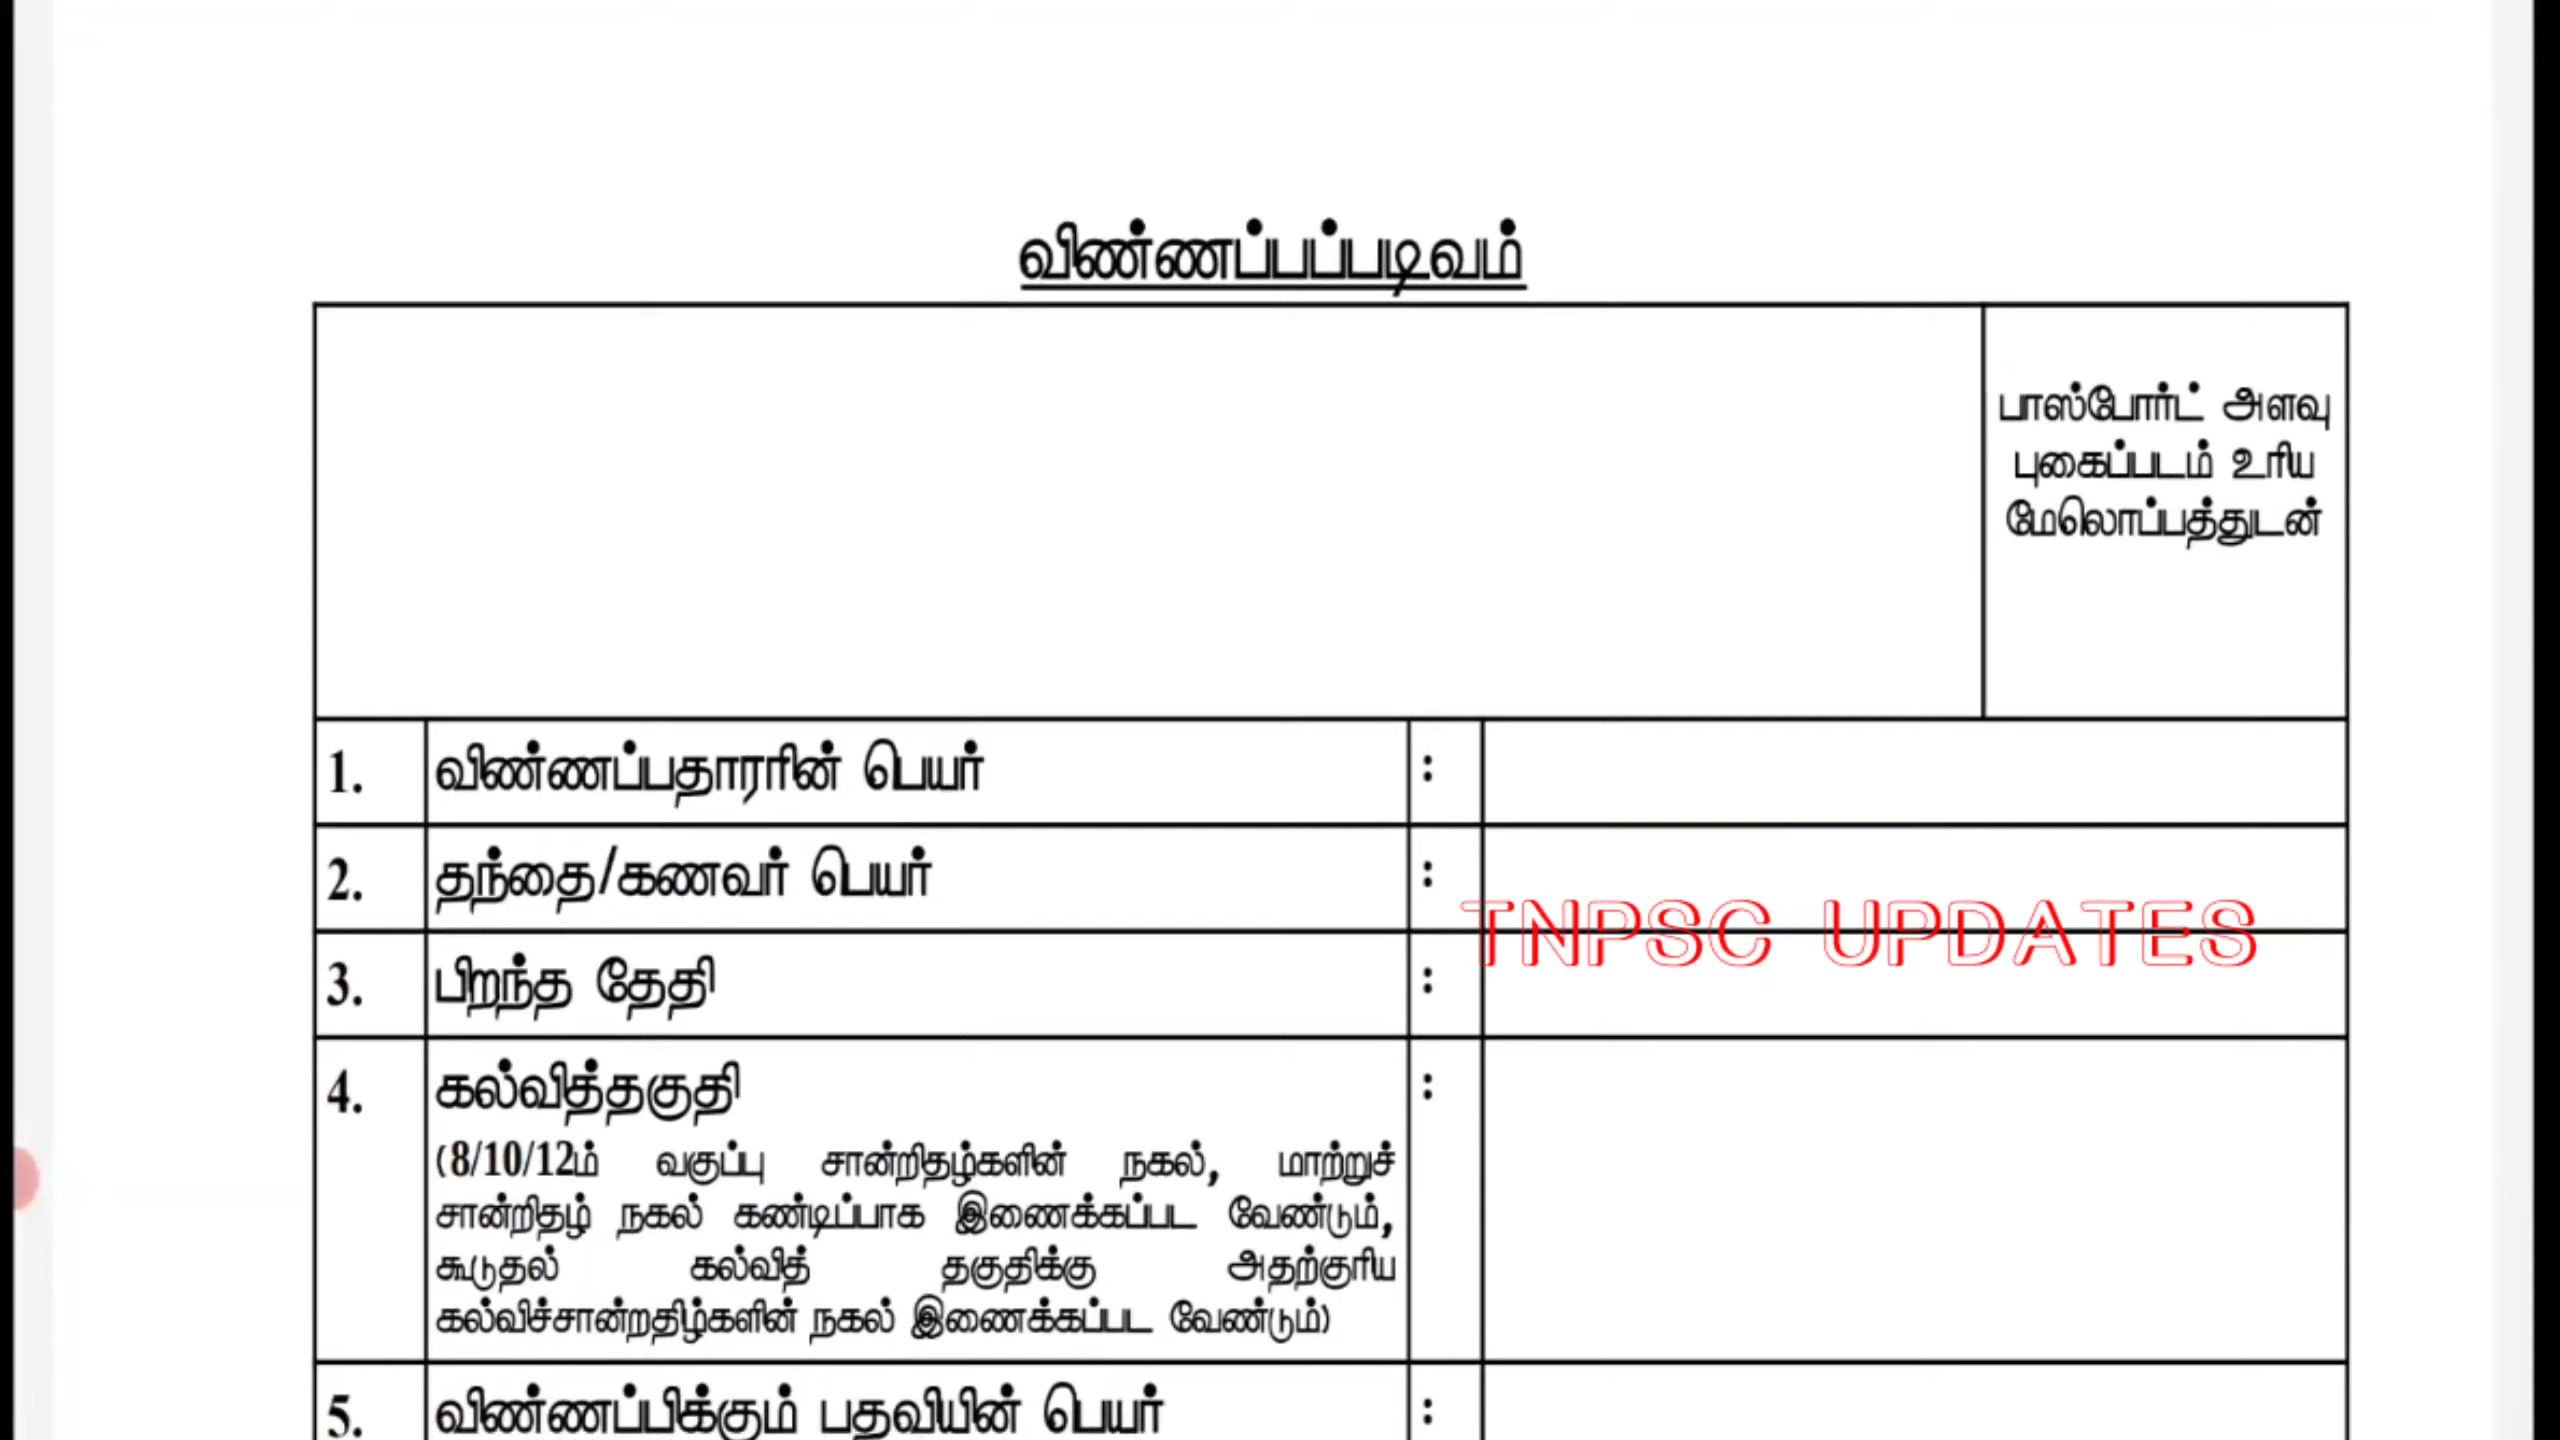 விண்ணப்பப்படிவம்
பாஸ்போர்ட் அளவு
புகைப்படம் உரிய
மேலொப்பத்துடன்
1. விண்ணப்பதாரரின் பெயர் :
2. தந்தை/கணவர் பெயர் :
TNPSC UPDATES
3. பிறந்த தேதி :
4. கல்வித்தகுதி :
(8/10/12ம் வகுப்பு சான்றிதழ்களின் நகல், மாற்றுச்
சான்றிதழ் நகல் கண்டிப்பாக இணைக்கப்பட வேண்டும்,
கூடுதல் கல்வித் தகுதிக்கு அதற்குரிய
கல்விச்சான்றதிழ்களின் நகல் இணைக்கப்பட வேண்டும்)
5. விண்ணப்பிக்கும் பதவியின் பெயர் :